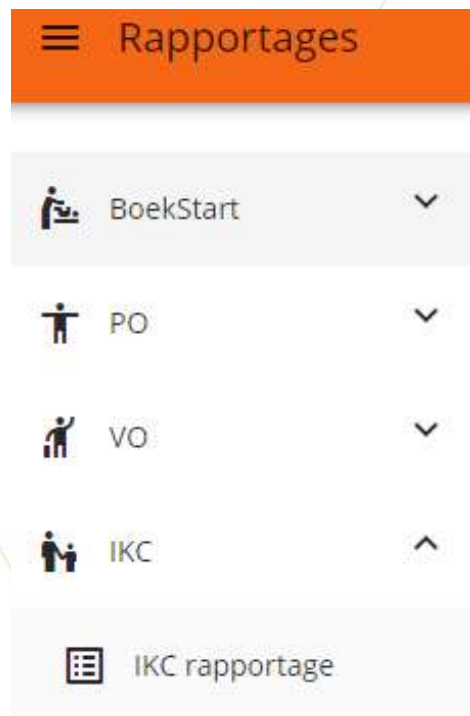 Rapportages
BoekStart
PO
VO
IKC
IKC rapportage